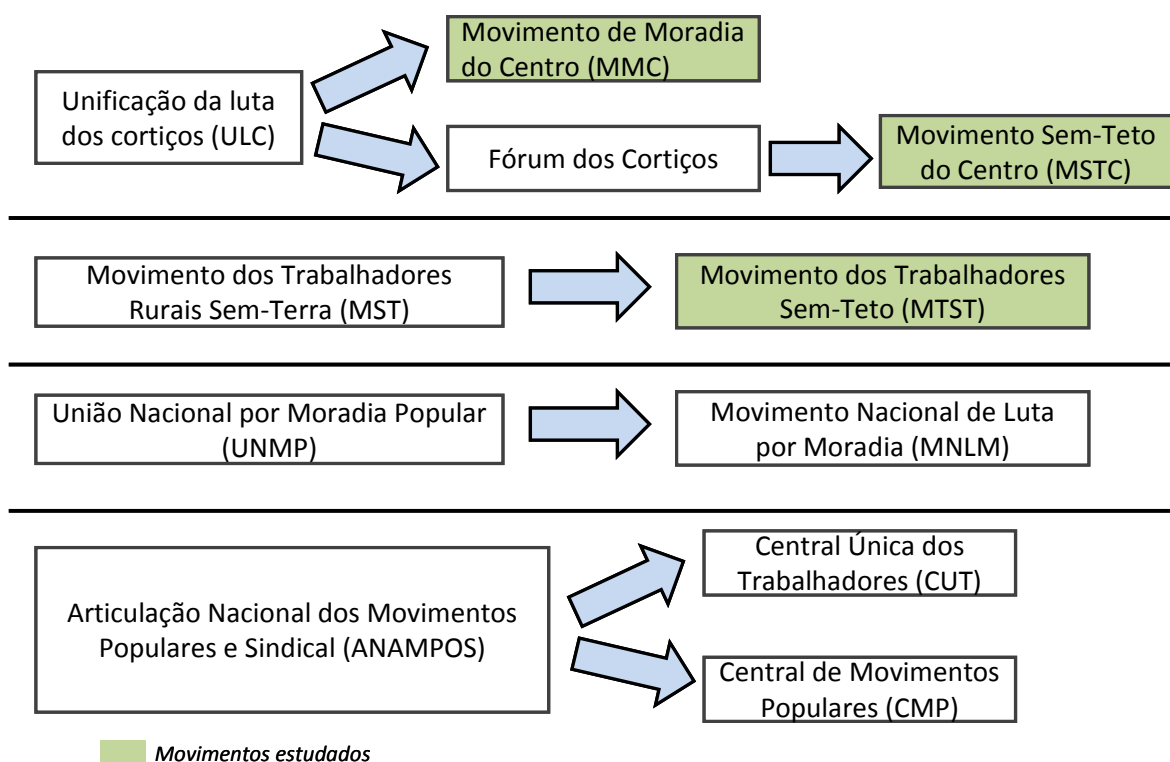 Movimento de Moradia
do Centro (MMC)
Unificação da luta
dos cortiços (ULC)
Fórum dos Cortiços
Movimento Sem-Teto
do Centro (MSTC)
Movimento dos Trabalhadores
Rurais Sem-Terra (MST)
Movimento dos Trabalhadores
Sem-Teto (MTST)
União Nacional por Moradia Popular
(UNMP)
Movimento Nacional de Luta
por Moradia (MNLM)
Articulação Nacional dos Movimentos
Populares e Sindical (ANAMPOS)
Central Única dos
Trabalhadores (CUT)
Central de Movimentos
Populares (CMP)
Movimentos estudados